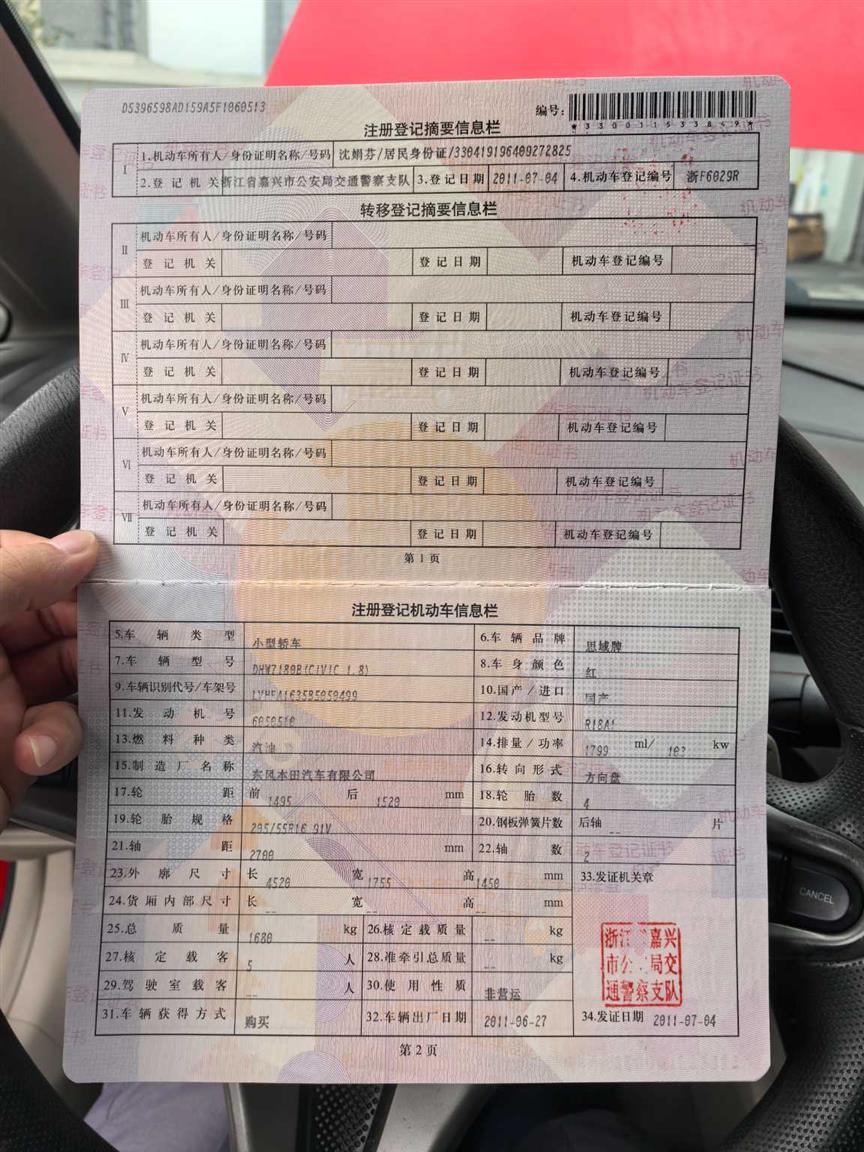 D5396598AD159A5F1060513
编号:
*330011533849*
注册登记摘要信息栏
I 1.机动车所有人/身份证明名称/号码 沈娟芬/居民身份证/330419196409272825
2.登记机关 浙江省嘉兴市公安局交通警察支队 3.登记日期 2011-07-04 4.机动车登记编号 浙F6029R
转移登记摘要信息栏
II 机动车所有人/身份证明名称/号码
登记机关 登记日期 机动车登记编号
III 机动车所有人/身份证明名称/号码
登记机关 登记日期 机动车登记编号
IV 机动车所有人/身份证明名称/号码
登记机关 登记日期 机动车登记编号
V 机动车所有人/身份证明名称/号码
登记机关 登记日期 机动车登记编号
VI 机动车所有人/身份证明名称/号码
登记机关 登记日期 机动车登记编号
VII 机动车所有人/身份证明名称/号码
登记机关 登记日期 机动车登记编号
第1页
注册登记机动车信息栏
5.车辆类型 小型轿车 6.车辆品牌 思域牌
7.车辆型号 DHW7180B(CIVIC 1.8) 8.车身颜色 红
9.车辆识别代号/车架号 10.国产/进口 国产
11.发动机号 6050510 12.发动机型号 R18A1
13.燃料种类 汽油 14.排量/功率 1799 ml/ 103 kw
15.制造厂名称 东风本田汽车有限公司 16.转向形式 方向盘
17.轮距 前 1495 后 1520 mm 18.轮胎数 4
19.轮胎规格 205/55R16 91V 20.钢板弹簧片数 后轴 -- 片
21.轴距 2700 mm 22.轴数 2
23.外廓尺寸 长 4520 宽 1755 高 1450 mm 33.发证机关章
24.货厢内部尺寸 长 -- 宽 -- 高 -- mm
25.总质量 1680 kg 26.核定载质量 -- kg
27.核定载客 5 人 28.准牵引总质量 -- kg
29.驾驶室载客 -- 人 30.使用性质 非营运
31.车辆获得方式 购买 32.车辆出厂日期 2011-06-27 34.发证日期 2011-07-04
浙江 嘉兴
市公 局交
通警察支队
第2页
CANCEL